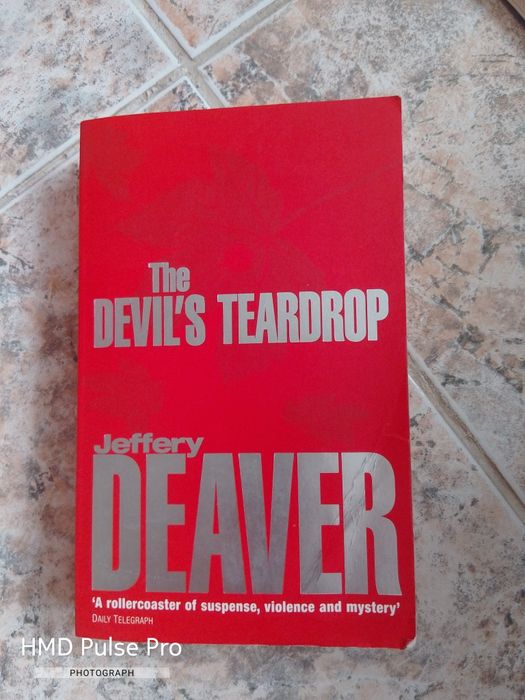 The
DEVIL'S TEARDROP
Jeffery
DEAVER
'A rollercoaster of suspense, violence and mystery'
DAILY TELEGRAPH
HMD Pulse Pro
PHOTOGRAPH